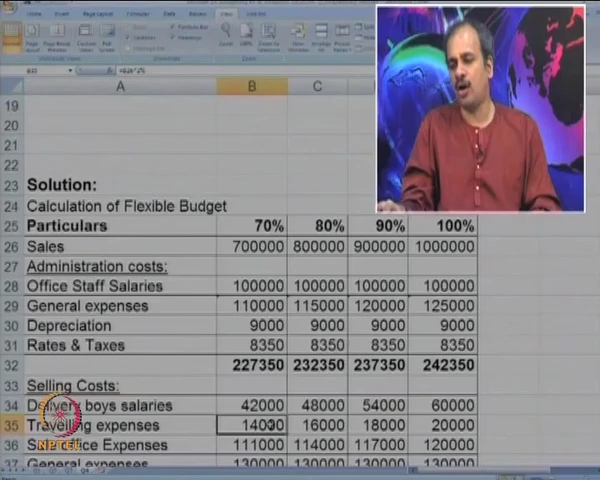 A B C
19
20
21
22
23 Solution:
24 Calculation of Flexible Budget
25 Particulars 70% 80% 90% 100%
26 Sales 700000 800000 900000 1000000
27 Administration costs:
28 Office Staff Salaries 100000 100000 100000 100000
29 General expenses 110000 115000 120000 125000
30 Depreciation 9000 9000 9000 9000
31 Rates & Taxes 8350 8350 8350 8350
32 227350 232350 237350 242350
33 Selling Costs:
34 Delivery boys salaries 42000 48000 54000 60000
35 Travelling expenses 14000 16000 18000 20000
36 Office Expenses 111000 114000 117000 120000
37 General expenses 130000 130000 130000 130000
NPTEL